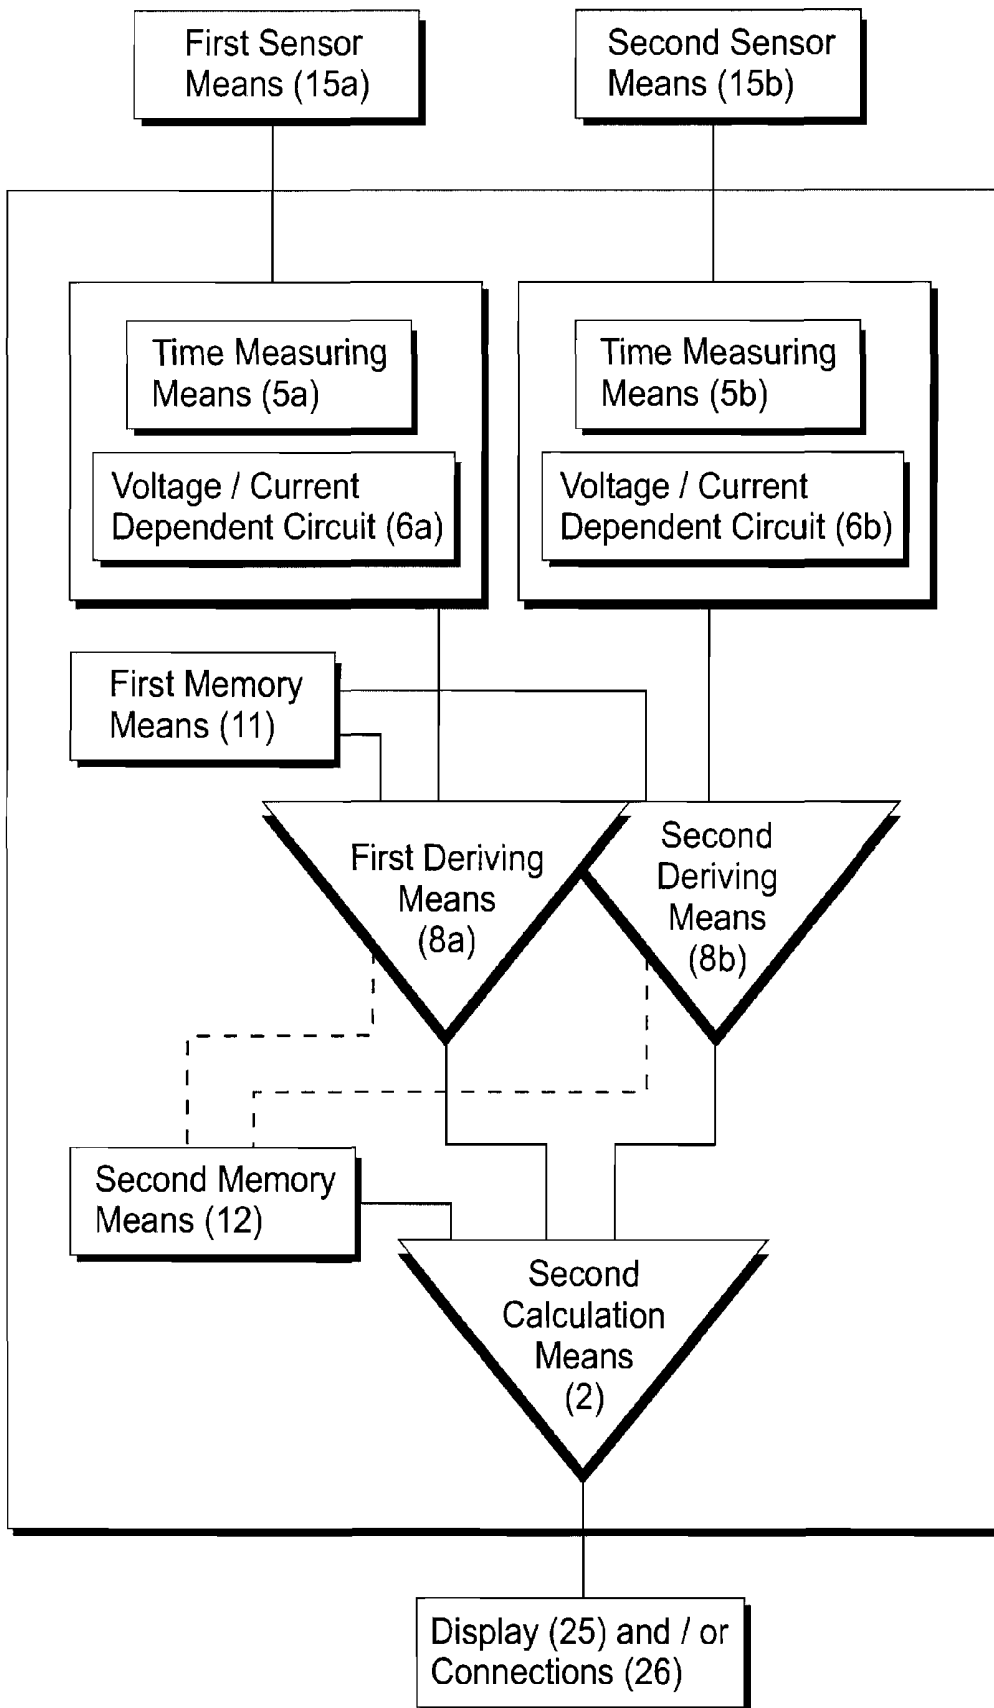 First Sensor
Means (15a)
Second Sensor
Means (15b)
Time Measuring
Means (5a)
Time Measuring
Means (5b)
Voltage / Current
Dependent Circuit (6a)
Voltage / Current
Dependent Circuit (6b)
First Memory
Means (11)
First Deriving
Means
(8a)
Second
Deriving
Means
(8b)
Second Memory
Means (12)
Second
Calculation
Means
(2)
Display (25) and / or
Connections (26)